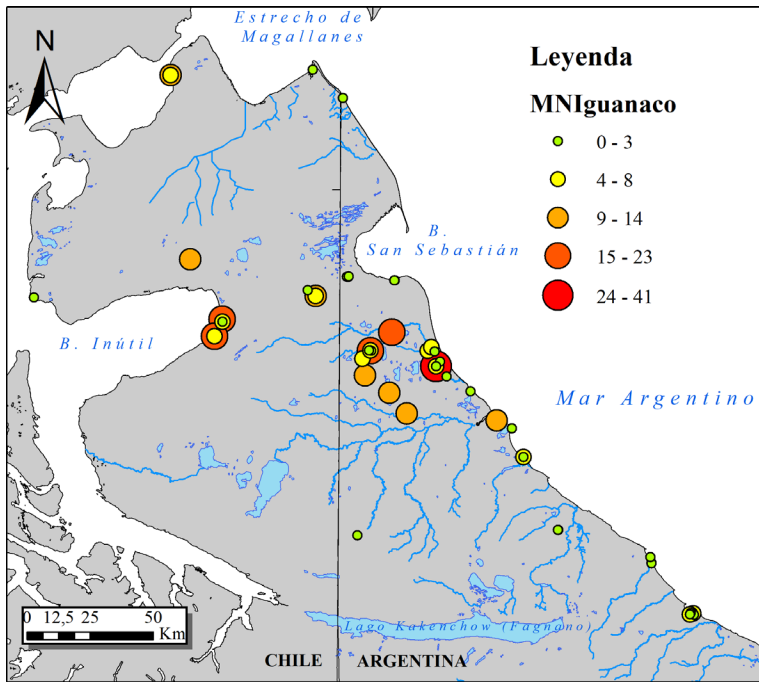 Estrecho de
Magallanes
N
Leyenda
MNIguanaco
0 - 3
4 - 8
9 - 14
15 - 23
24 - 41
B.
San Sebastián
B. Inútil
Mar Argentino
0 12,5 25 50
Km
Lago Kakenchow (Fagnano)
CHILE ARGENTINA